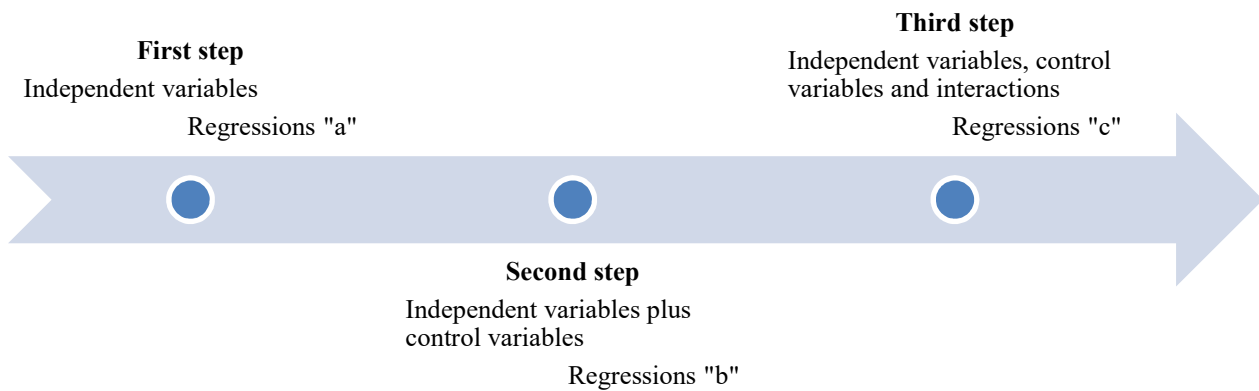 First step
Independent variables
Regressions "a"
Second step
Independent variables plus
control variables
Regressions "b"
Third step
Independent variables, control
variables and interactions
Regressions "c"